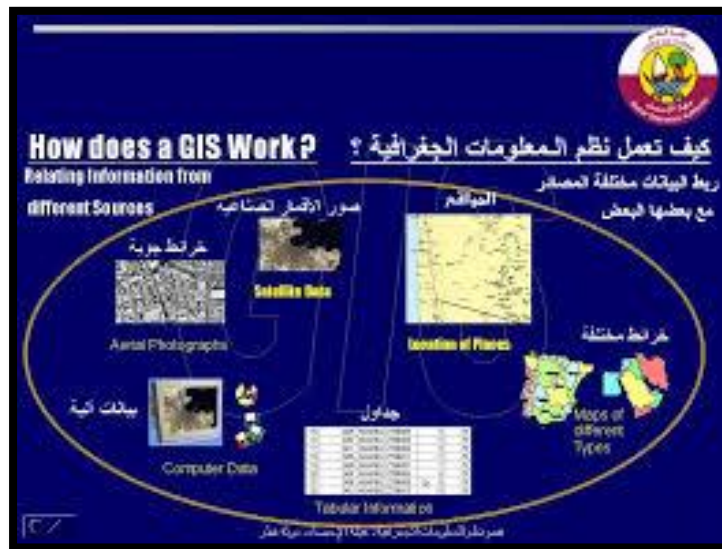 How does a GIS Work?
كيف تعمل نظم المعلومات الجغرافية ؟
Relating Information from
different Sources
ربط البيانات مختلفة المصادر
مع بعضها البعض
صور الأقمار الصناعيه
Satellite Data
المواقع
Location of Places
خرائط جوية
Aerial Photographs
خرائط مختلفة
Maps of
different
Types
بيانات آلية
Computer Data
جداول
Tabular Information